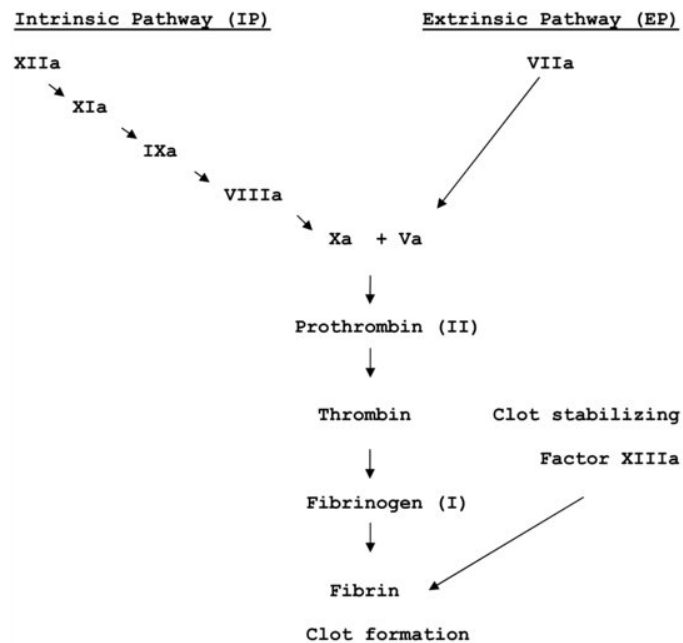 Intrinsic Pathway (IP)
Extrinsic Pathway (EP)
XIIa
VIIa
XIa
IXa
VIIIa
Xa + Va
Prothrombin (II)
Thrombin
Clot stabilizing
Factor XIIIa
Fibrinogen (I)
Fibrin
Clot formation